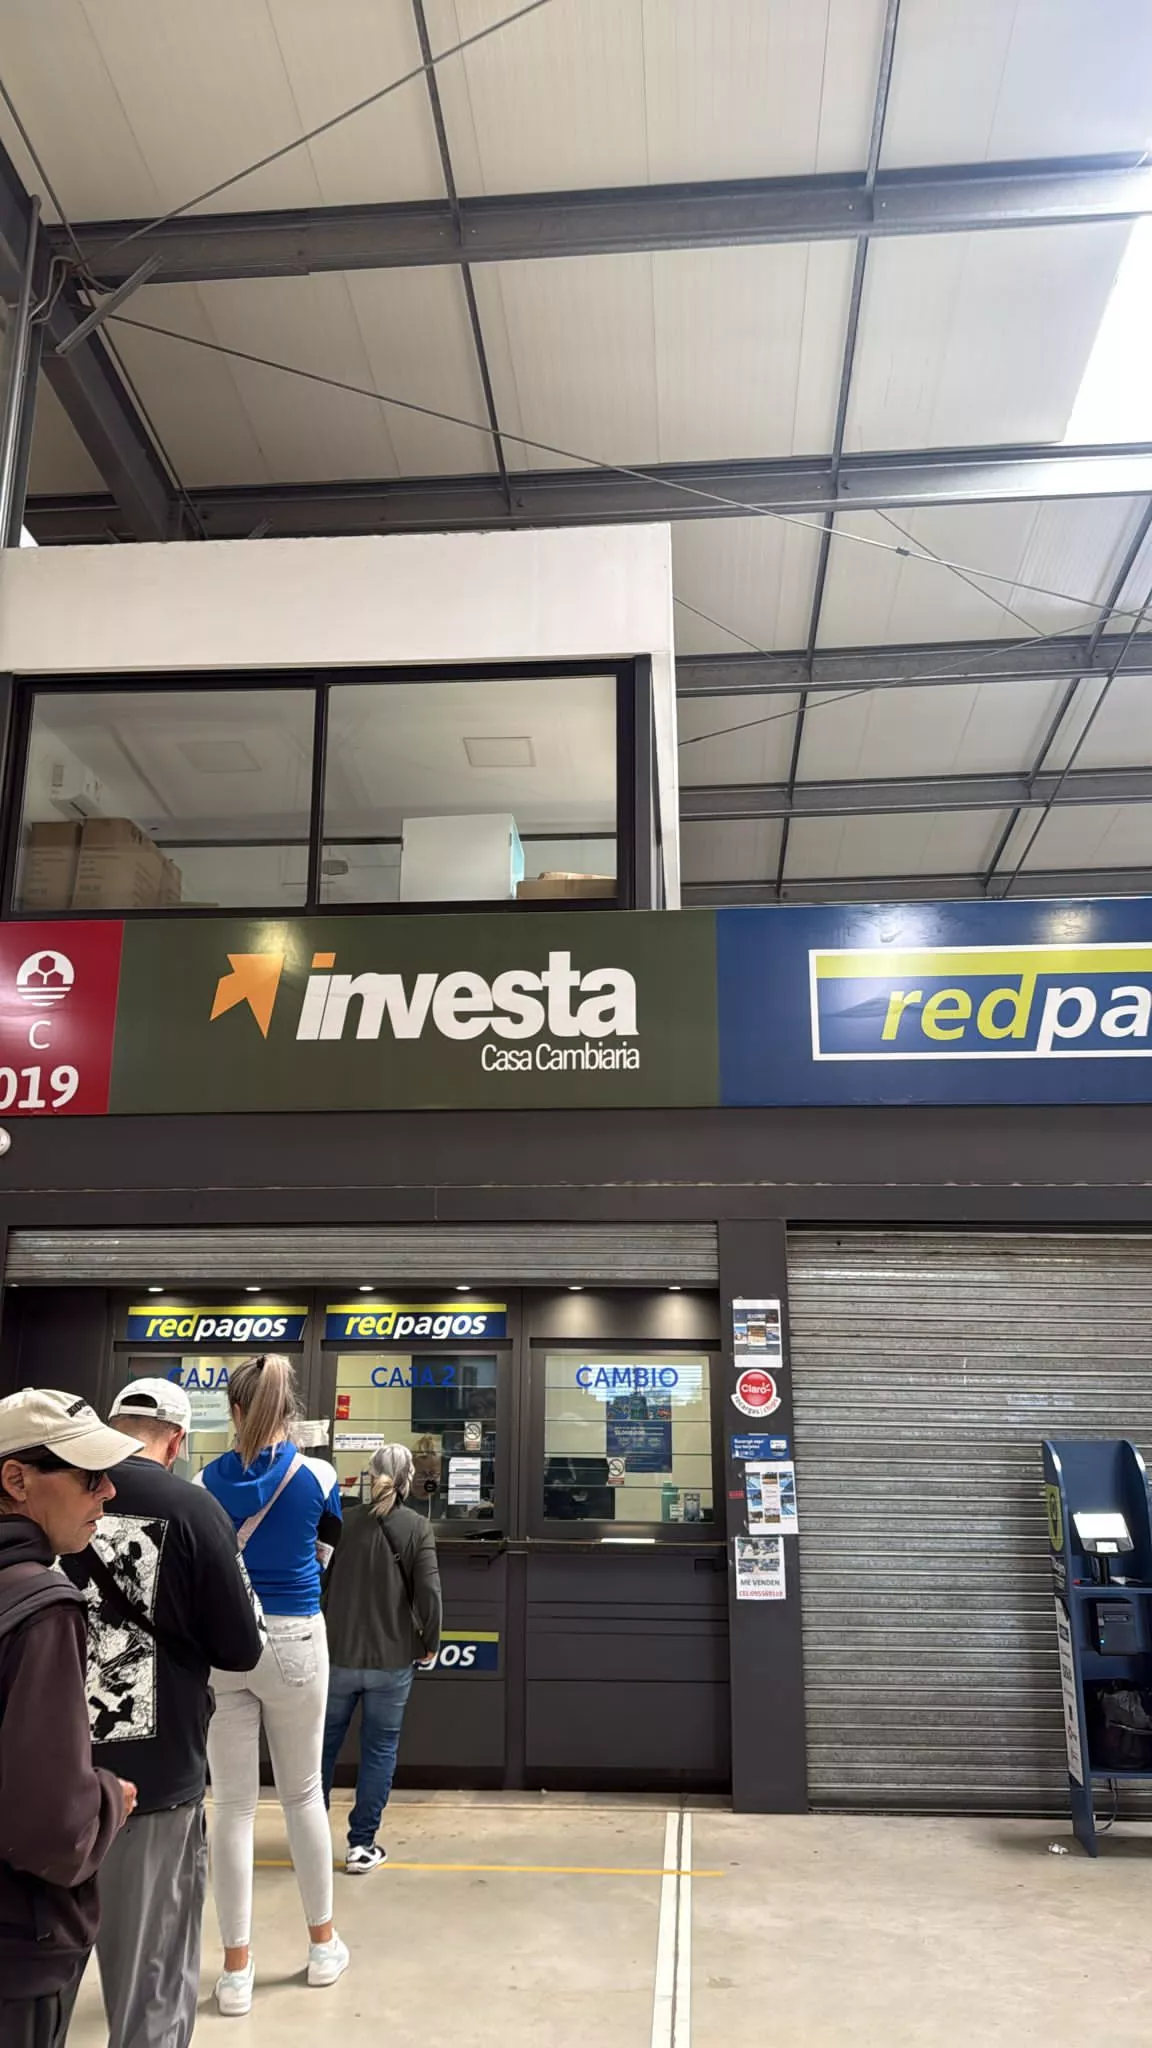 C
019
investa
Casa Cambiaria
redpa
redpagos
redpagos
CAJA
CAJA 2
CAMBIO
Claro
ME VENDEN
gos